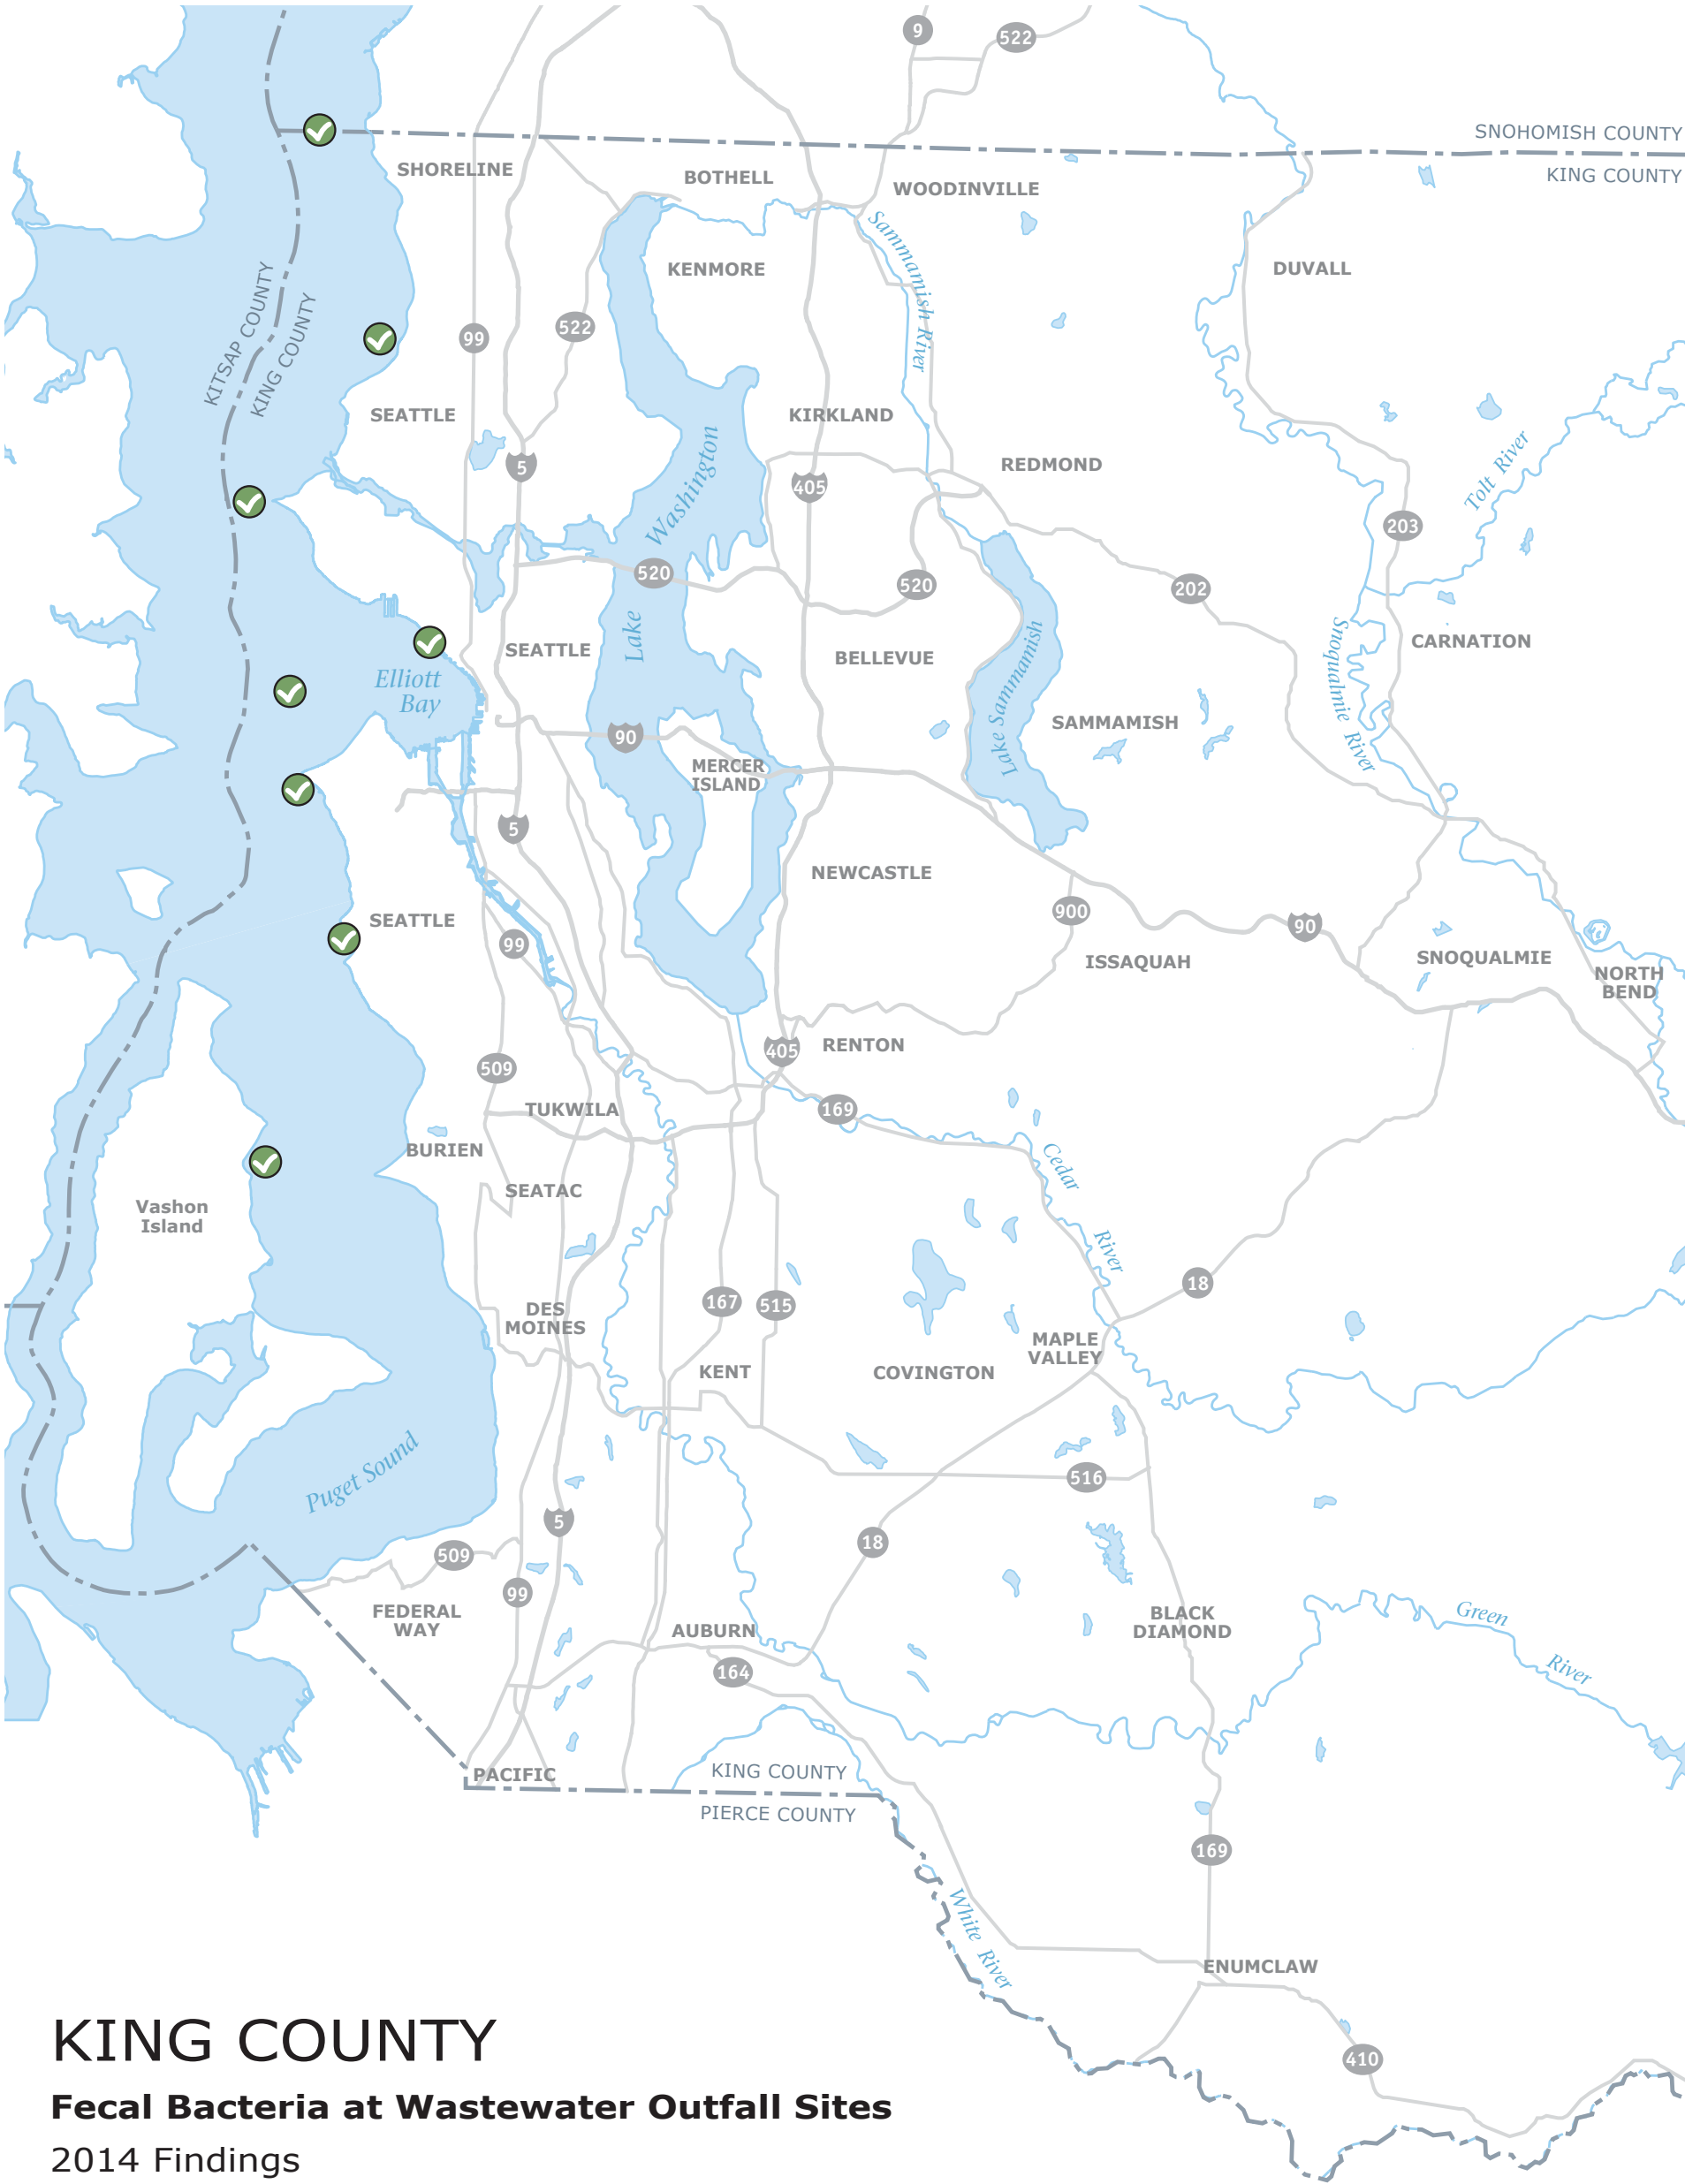 9
522
SNOHOMISH COUNTY
KING COUNTY
SHORELINE
BOTHELL
WOODINVILLE
Sammamish River
KENMORE
DUVALL
KITSAP COUNTY
KING COUNTY
99
522
SEATTLE
KIRKLAND
5
405
REDMOND
Tolt River
203
Lake Washington
520
520
202
SEATTLE
BELLEVUE
Lake Sammamish
Snoqualmie River
CARNATION
Elliott
Bay
SAMMAMISH
90
MERCER
ISLAND
5
NEWCASTLE
SEATTLE
900
90
99
ISSAQUAH
SNOQUALMIE
NORTH
BEND
405
RENTON
509
TUKWILA
169
BURIEN
Cedar River
SEATAC
Vashon
Island
18
167
515
DES
MOINES
MAPLE
VALLEY
KENT
COVINGTON
Puget Sound
516
5
18
509
99
FEDERAL
WAY
AUBURN
BLACK
DIAMOND
Green River
164
PACIFIC
KING COUNTY
PIERCE COUNTY
169
White River
ENUMCLAW
410
KING COUNTY
Fecal Bacteria at Wastewater Outfall Sites
2014 Findings